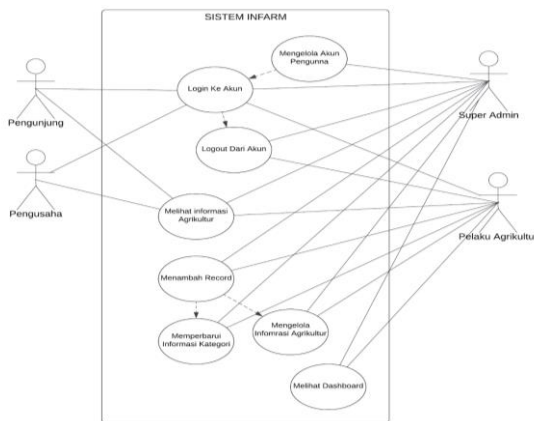 SISTEM INFARM
Mengelola Akun
Pengunna
Login Ke Akun
Pengunjung
Super Admin
Logout Dari Akun
Pengusaha
Melihat informasi
Agrikultur
Pelaku Agrikultu
Menambah Record
Memperbarui
Informasi Kategori
Mengelola
Infomrasi Agrikultur
Melihat Dashboard